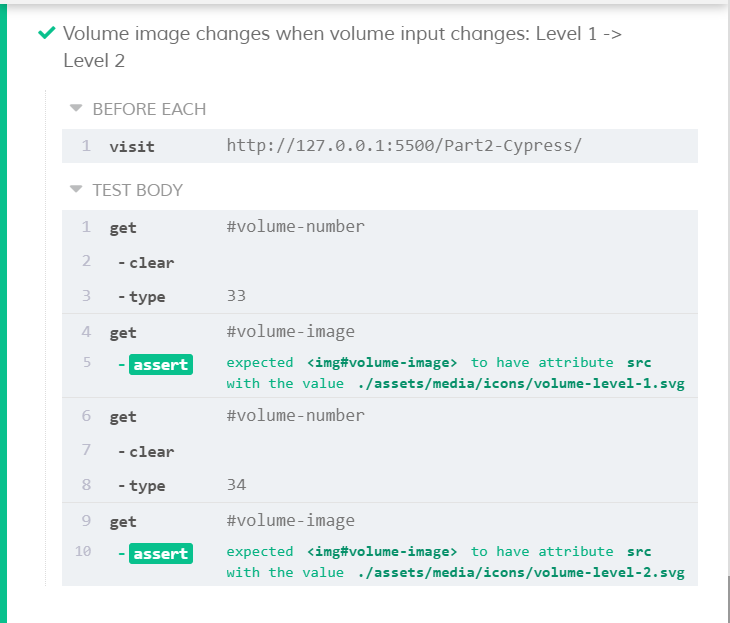 Volume image changes when volume input changes: Level 1 ->
Level 2
BEFORE EACH
1 visit http://127.0.0.1:5500/Part2-Cypress/
TEST BODY
1 get #volume-number
2 - clear
3 - type 33
4 get #volume-image
5 - assert expected <img#volume-image> to have attribute src
with the value ./assets/media/icons/volume-level-1.svg
6 get #volume-number
7 - clear
8 - type 34
9 get #volume-image
10 - assert expected <img#volume-image> to have attribute src
with the value ./assets/media/icons/volume-level-2.svg